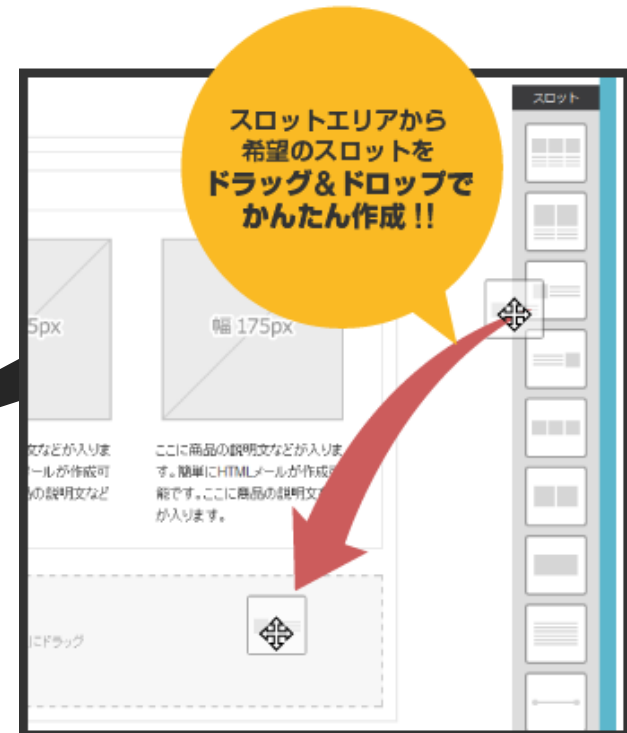 スロット
スロットエリアから
希望のスロットを
ドラッグ&ドロップで
かんたん作成!!
5px
幅 175px
文などが入りま
ールが作成可
の説明文など
ここに商品の説明文などが入りま
す。簡単にHTMLメールが作成
能です。ここに商品の説明文
が入ります。
にドラッグ